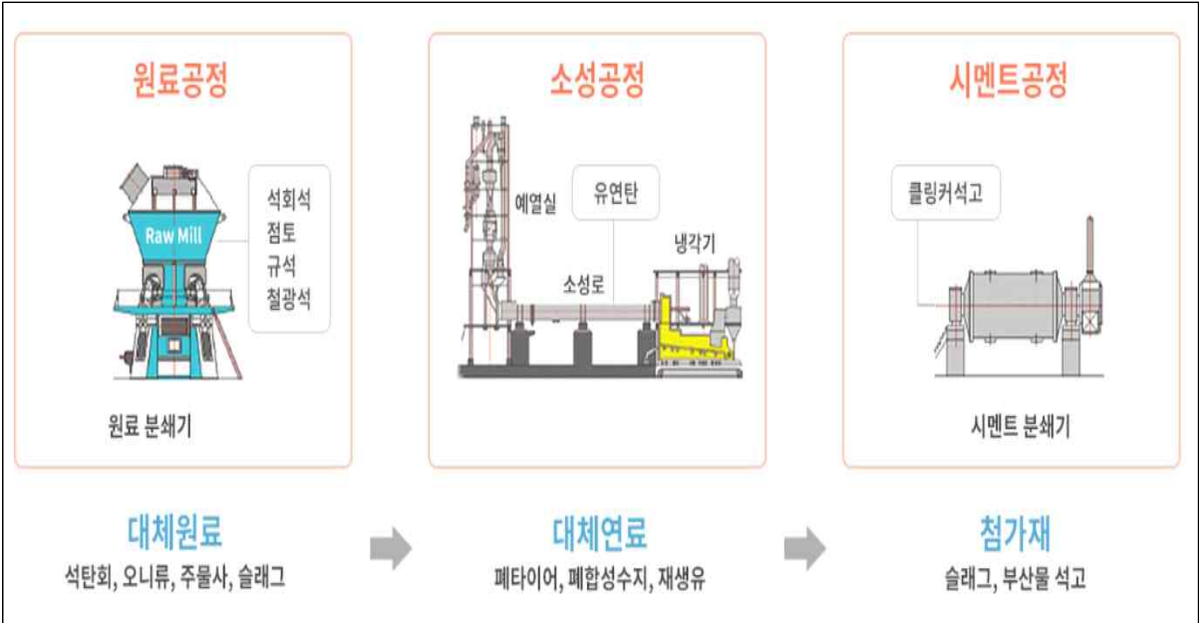 원료공정
Raw Mill
석회석
점토
규석
철광석
원료 분쇄기
대체원료
석탄회, 오니류, 주물사, 슬래그
소성공정
예열실
유연탄
냉각기
소성로
대체연료
폐타이어, 폐합성수지, 재생유
시멘트공정
클링커석고
시멘트 분쇄기
첨가재
슬래그, 부산물 석고